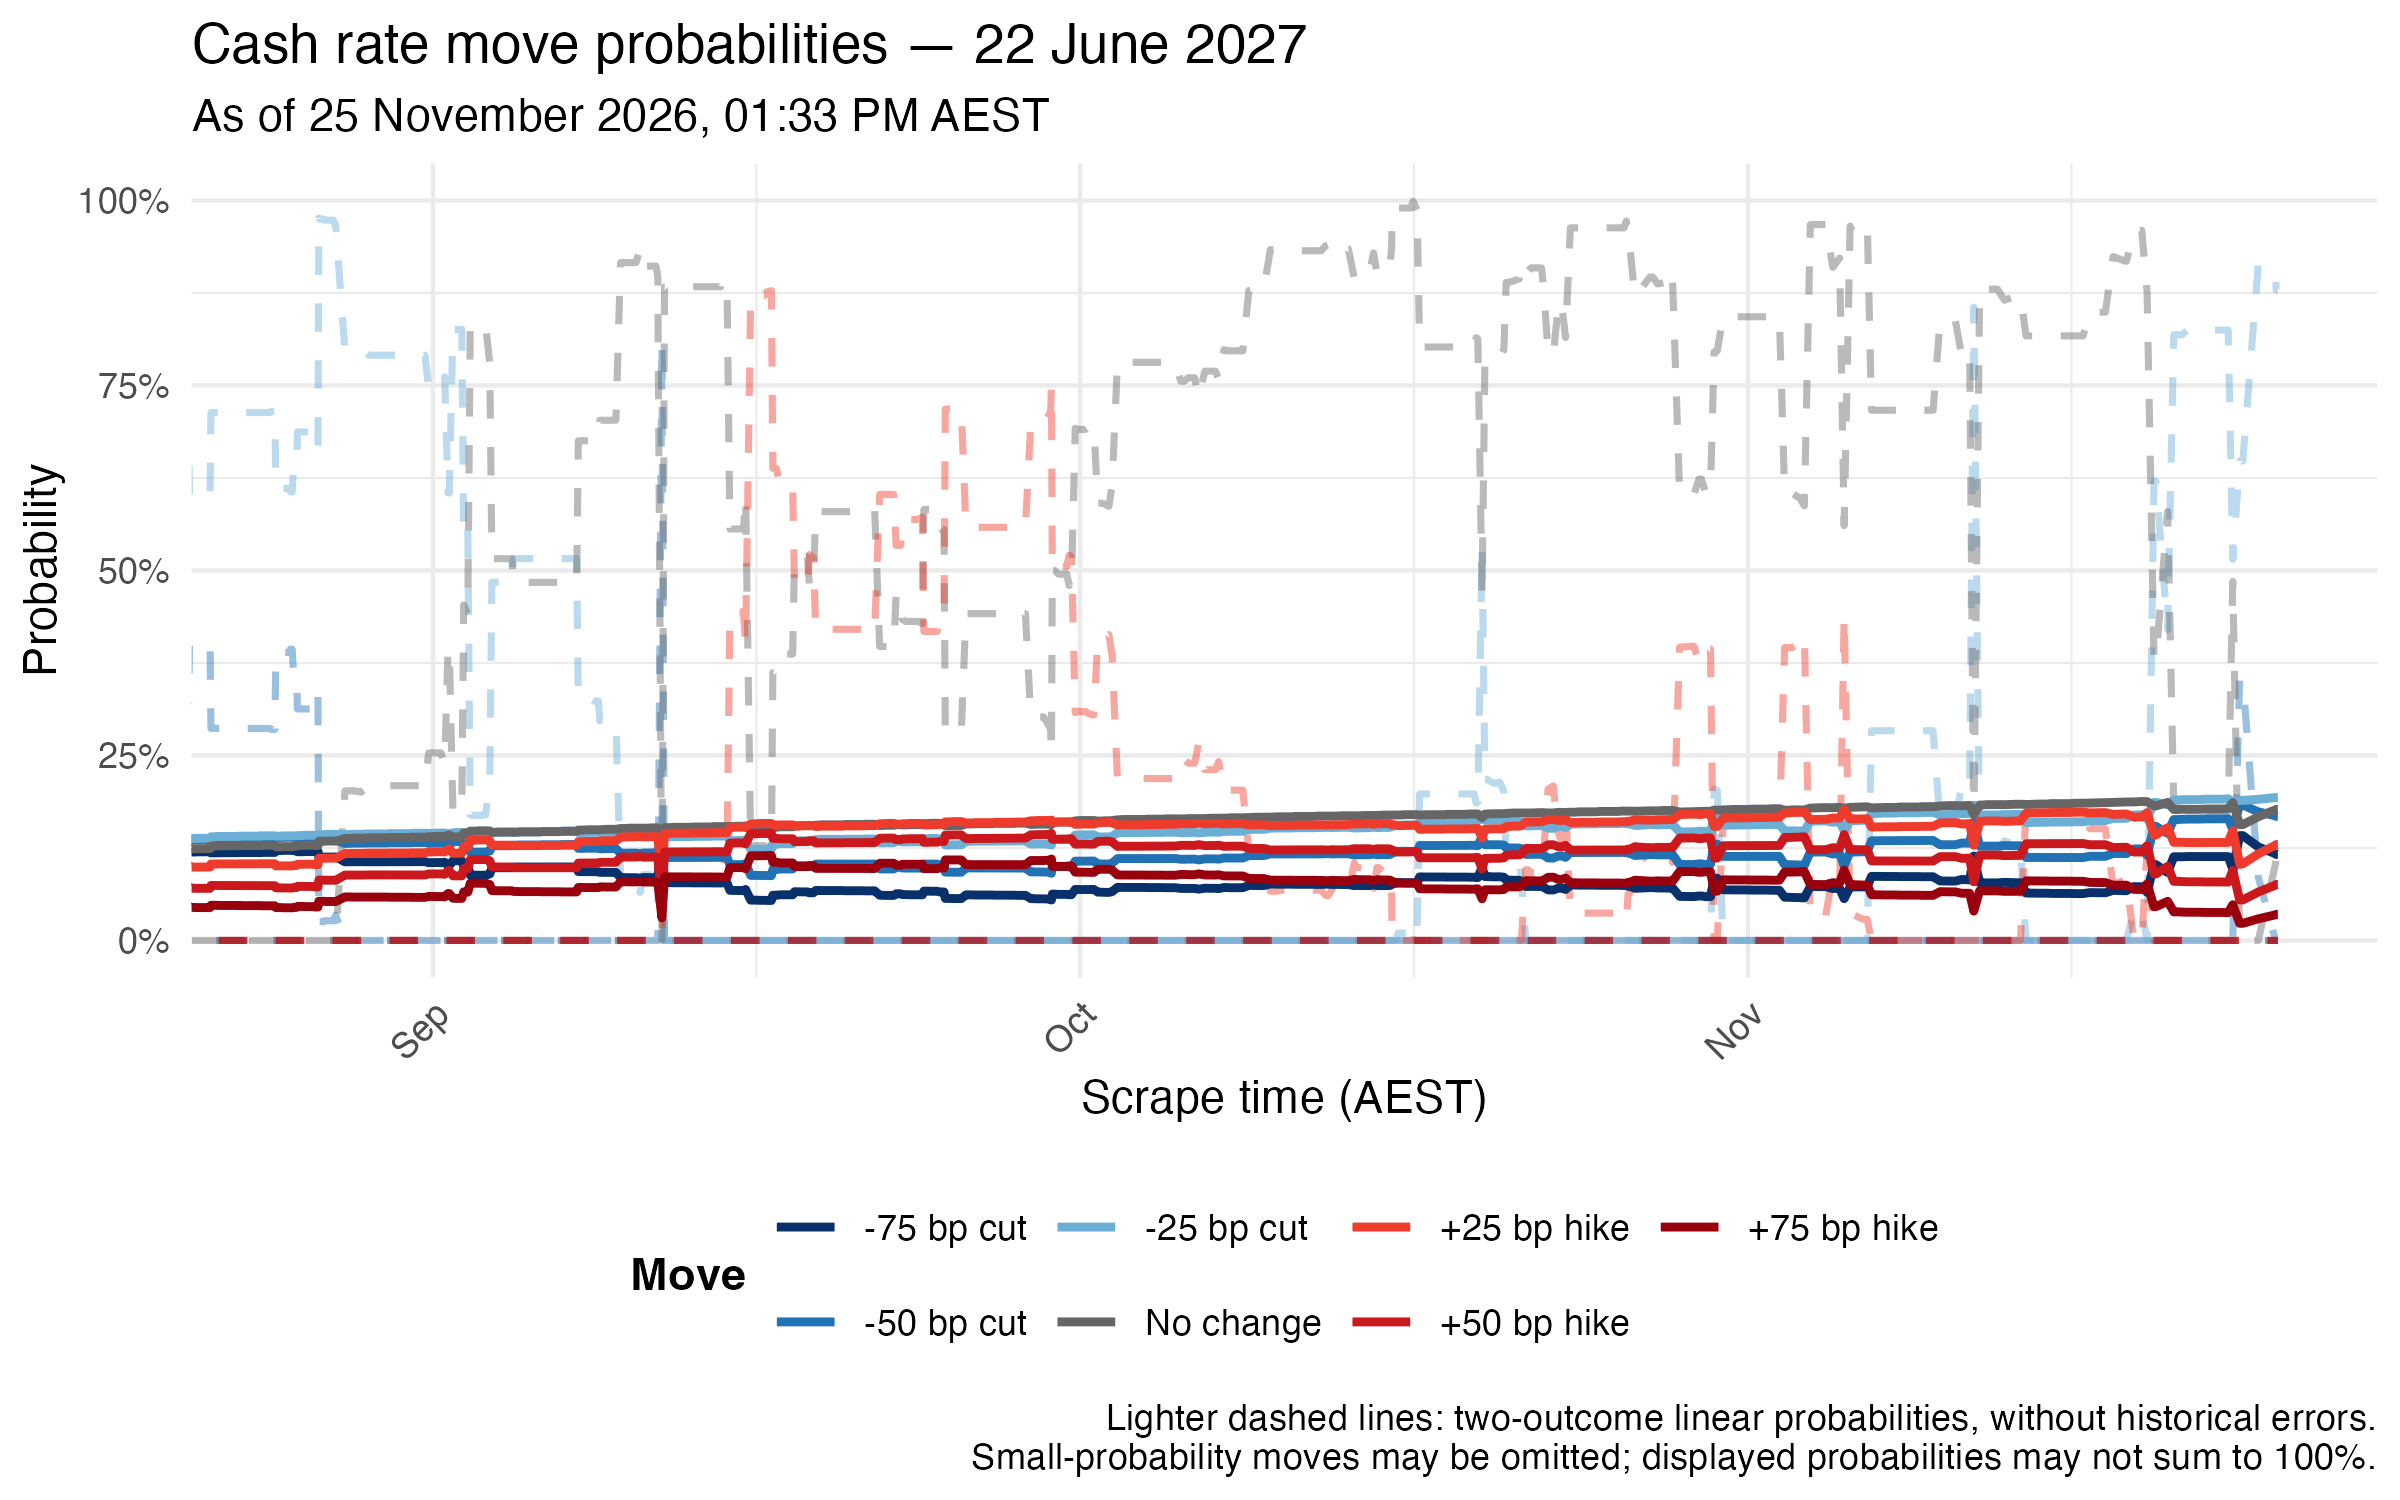 Cash rate move probabilities — 22 June 2027
As of 25 November 2026, 01:33 PM AEST
Probability
100%
75%
50%
25%
0%
Sep
Oct
Nov
Scrape time (AEST)
Move
-75 bp cut
-25 bp cut
+25 bp hike
+75 bp hike
-50 bp cut
No change
+50 bp hike
Lighter dashed lines: two-outcome linear probabilities, without historical errors.
Small-probability moves may be omitted; displayed probabilities may not sum to 100%.